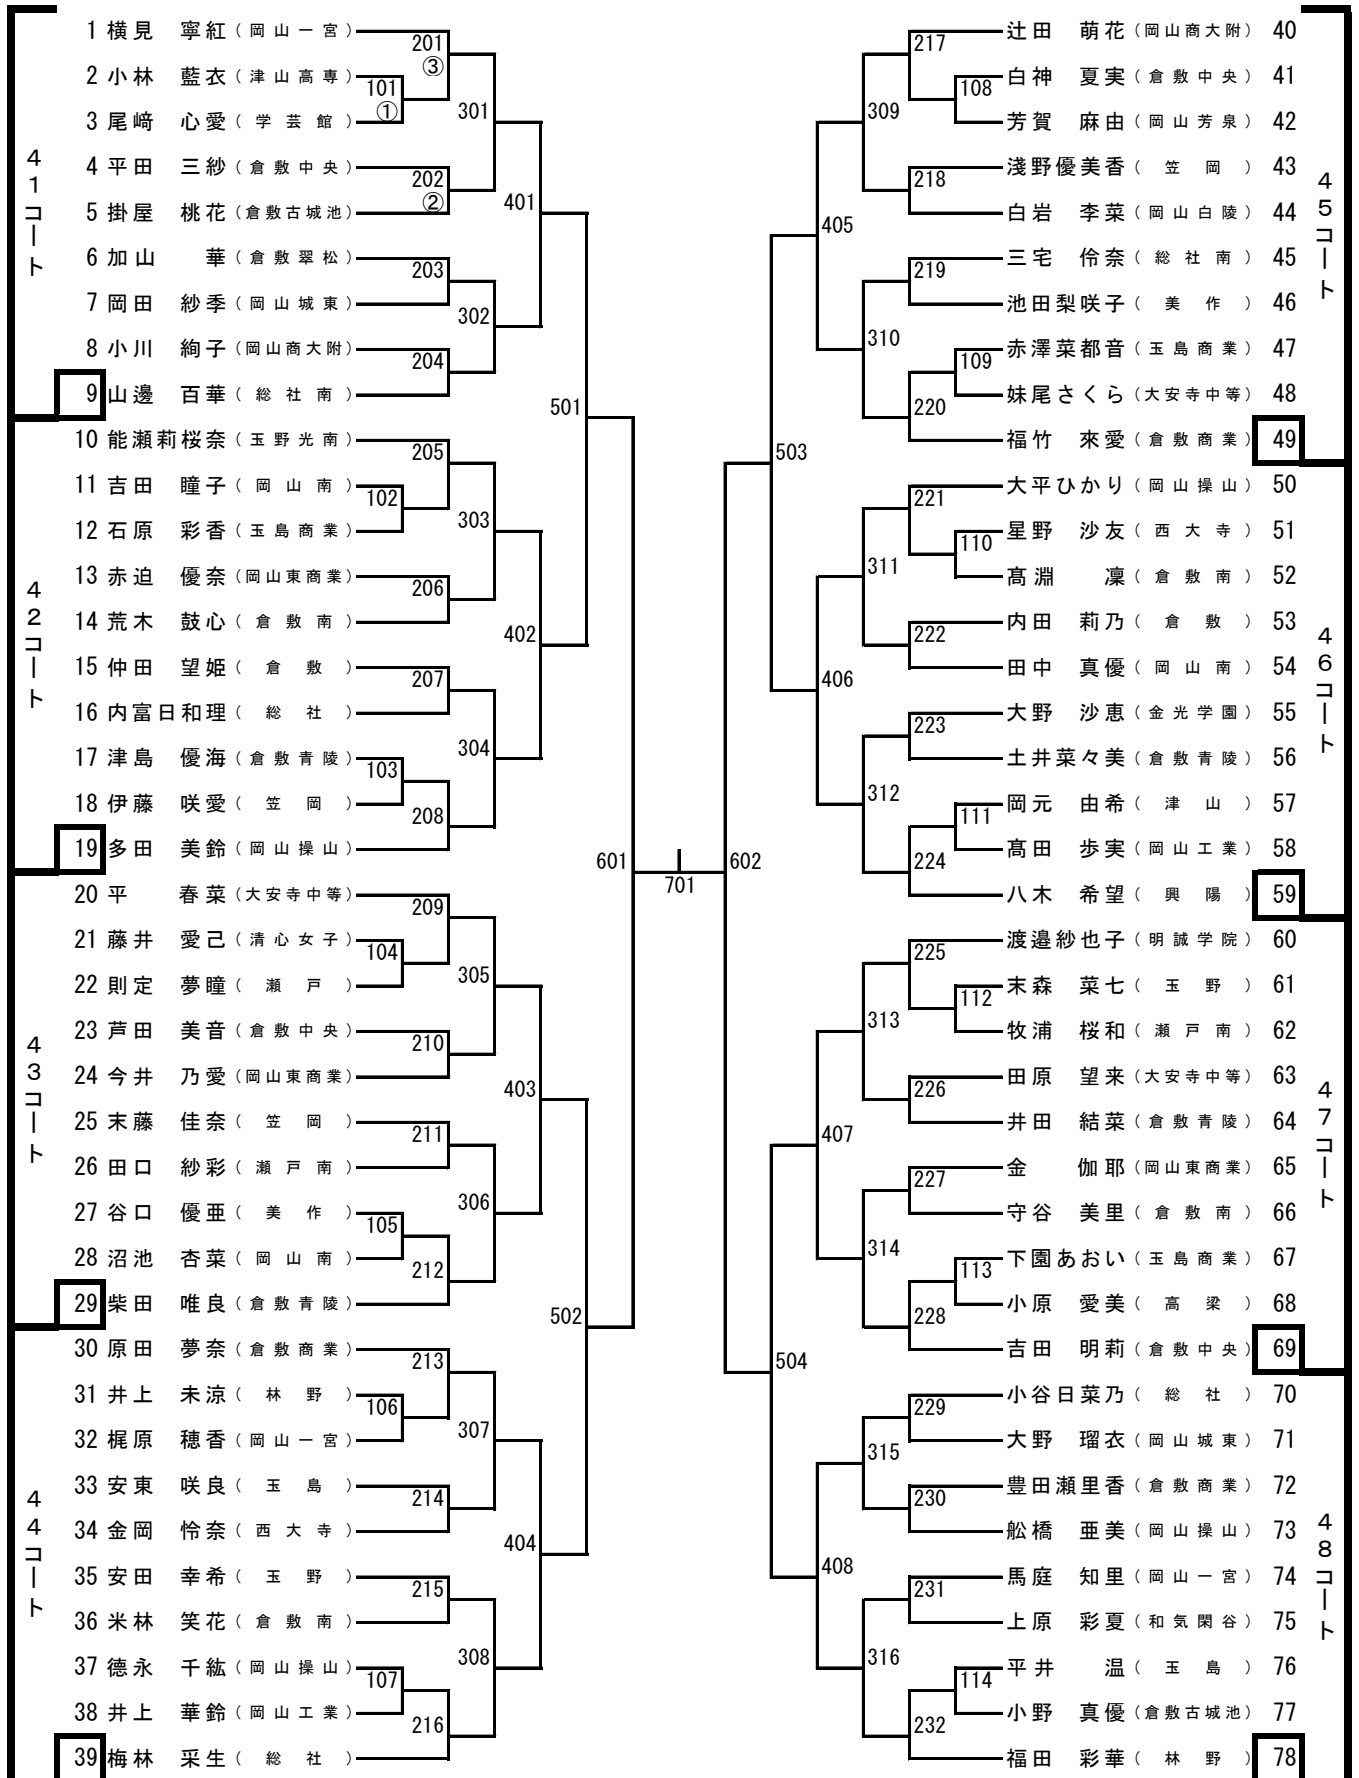 41コート
1 横見 寧紅 (岡山一宮)
2 小林 藍衣 (津山高専)
3 尾﨑 心愛 (学芸館)
4 平田 三紗 (倉敷中央)
5 掛屋 桃花 (倉敷古城池)
6 加山 華 (倉敷翠松)
7 岡田 紗季 (岡山城東)
8 小川 絢子 (岡山商大附)
9 山邊 百華 (総社南)
42コート
10 能瀬莉桜奈 (玉野光南)
11 吉田 瞳子 (岡山南)
12 石原 彩香 (玉島商業)
13 赤迫 優奈 (岡山東商業)
14 荒木 鼓心 (倉敷南)
15 仲田 望姫 (倉敷)
16 内富日和理 (総社)
17 津島 優海 (倉敷青陵)
18 伊藤 咲愛 (笠岡)
19 多田 美鈴 (岡山操山)
43コート
20 平 春菜 (大安寺中等)
21 藤井 愛己 (清心女子)
22 則定 夢瞳 (瀬戸)
23 芦田 美音 (倉敷中央)
24 今井 乃愛 (岡山東商業)
25 末藤 佳奈 (笠岡)
26 田口 紗彩 (瀬戸南)
27 谷口 優亜 (美作)
28 沼池 杏菜 (岡山南)
29 柴田 唯良 (倉敷青陵)
44コート
30 原田 夢奈 (倉敷商業)
31 井上 未涼 (林野)
32 梶原 穂香 (岡山一宮)
33 安東 咲良 (玉島)
34 金岡 怜奈 (西大寺)
35 安田 幸希 (玉野)
36 米林 笑花 (倉敷南)
37 德永 千紘 (岡山操山)
38 井上 華鈴 (岡山工業)
39 梅林 采生 (総社)
101
①
102
103
104
105
106
107
201
③
202
②
203
204
205
206
207
208
209
210
211
212
213
214
215
216
301
302
303
304
305
306
307
308
401
402
403
404
501
502
601
701
602
503
504
405
406
407
408
309
310
311
312
313
314
315
316
217
218
219
220
221
222
223
224
225
226
227
228
229
230
231
232
108
109
110
111
112
113
114
45コート
辻田 萌花 (岡山商大附) 40
白神 夏実 (倉敷中央) 41
芳賀 麻由 (岡山芳泉) 42
淺野優美香 (笠岡) 43
白岩 李菜 (岡山白陵) 44
三宅 伶奈 (総社南) 45
池田梨咲子 (美作) 46
赤澤菜都音 (玉島商業) 47
妹尾さくら (大安寺中等) 48
福竹 來愛 (倉敷商業) 49
46コート
大平ひかり (岡山操山) 50
星野 沙友 (西大寺) 51
髙淵 凜 (倉敷南) 52
内田 莉乃 (倉敷) 53
田中 真優 (岡山南) 54
大野 沙恵 (金光学園) 55
土井菜々美 (倉敷青陵) 56
岡元 由希 (津山) 57
髙田 歩実 (岡山工業) 58
八木 希望 (興陽) 59
47コート
渡邉紗也子 (明誠学院) 60
末森 菜七 (玉野) 61
牧浦 桜和 (瀬戸南) 62
田原 望来 (大安寺中等) 63
井田 結菜 (倉敷青陵) 64
金 伽耶 (岡山東商業) 65
守谷 美里 (倉敷南) 66
下園あおい (玉島商業) 67
小原 愛美 (高梁) 68
吉田 明莉 (倉敷中央) 69
48コート
小谷日菜乃 (総社) 70
大野 瑠衣 (岡山城東) 71
豊田瀬里香 (倉敷商業) 72
舩橋 亜美 (岡山操山) 73
馬庭 知里 (岡山一宮) 74
上原 彩夏 (和気閑谷) 75
平井 温 (玉島) 76
小野 真優 (倉敷古城池) 77
福田 彩華 (林野) 78